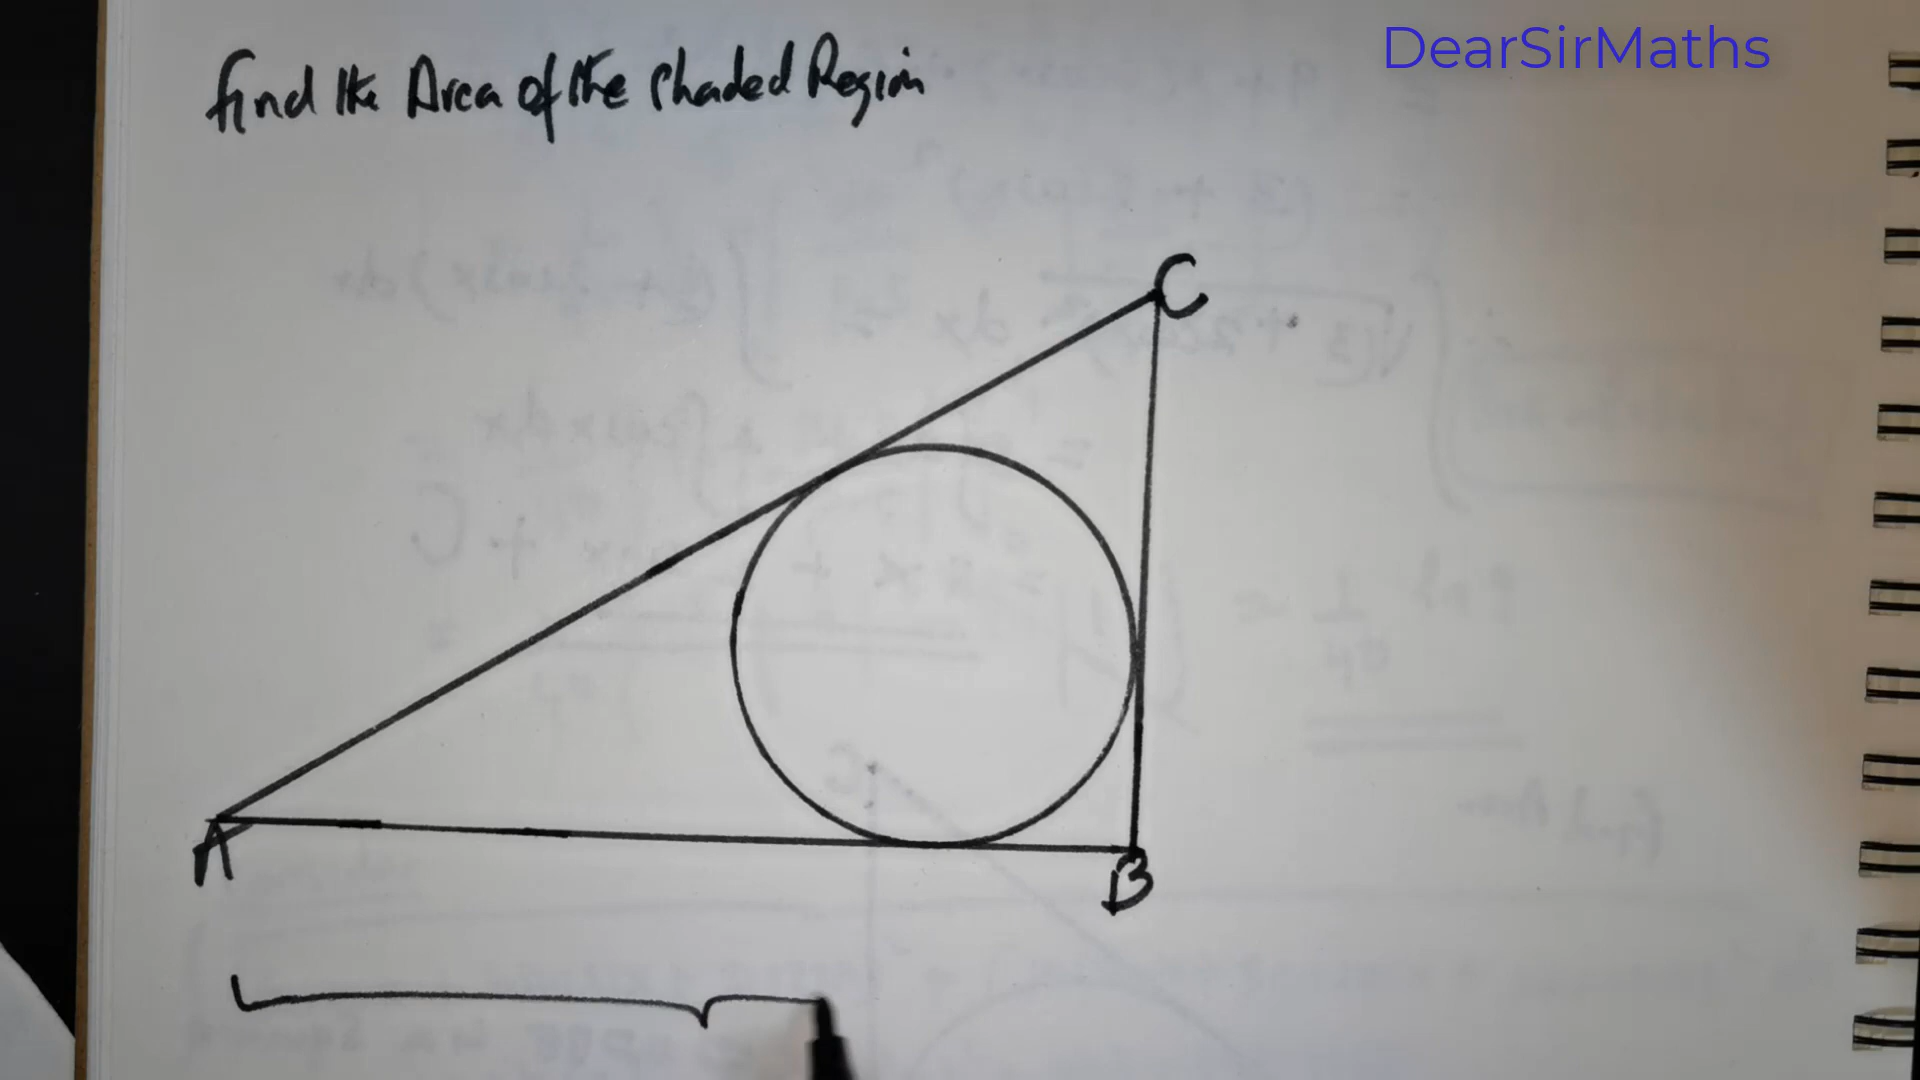 DearSirMaths
find the Area of the shaded Region
C
A
B